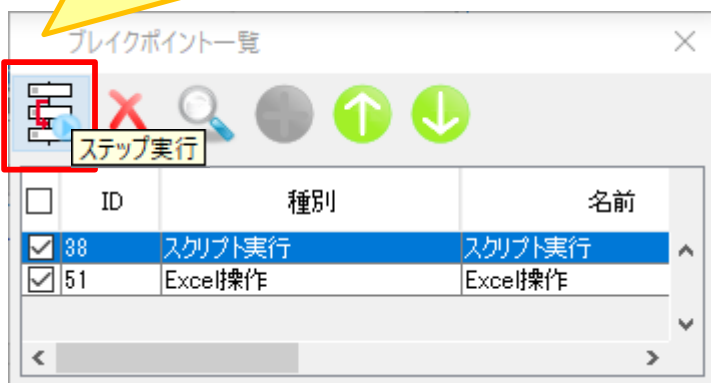 ブレイクポイント一覧
ステップ実行
ID 種別 名前
38 スクリプト実行 スクリプト実行
51 Excel操作 Excel操作